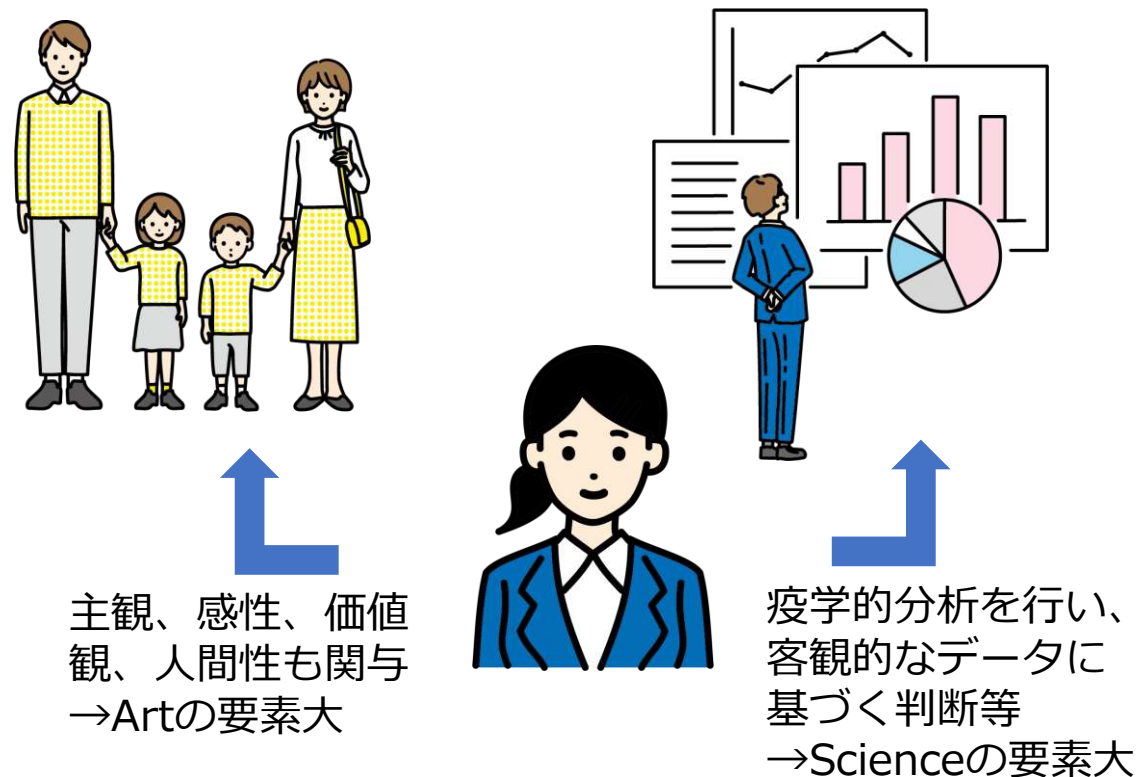 主観、感性、価値
観、人間性も関与
→Artの要素大
疫学的分析を行い、
客観的なデータに
基づく判断等
→Scienceの要素大